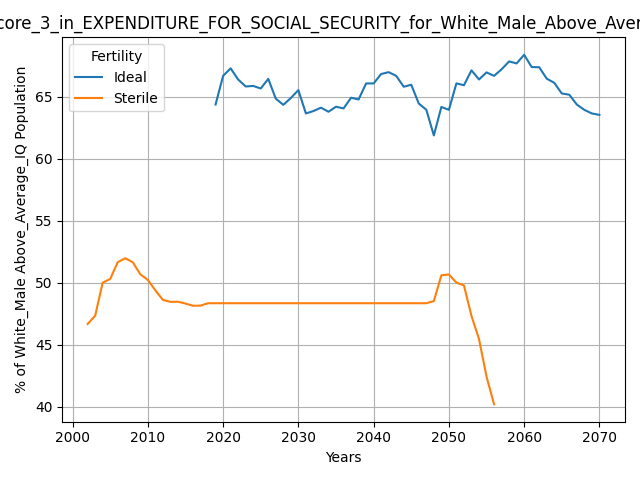 core_3_in_EXPENDITURE_FOR_SOCIAL_SECURITY_for_White_Male_Above_Aver
Fertility
Ideal
Sterile
% of White_Male Above_Average_IQ Population
65
60
55
50
45
40
2000 2010 2020 2030 2040 2050 2060 2070
Years